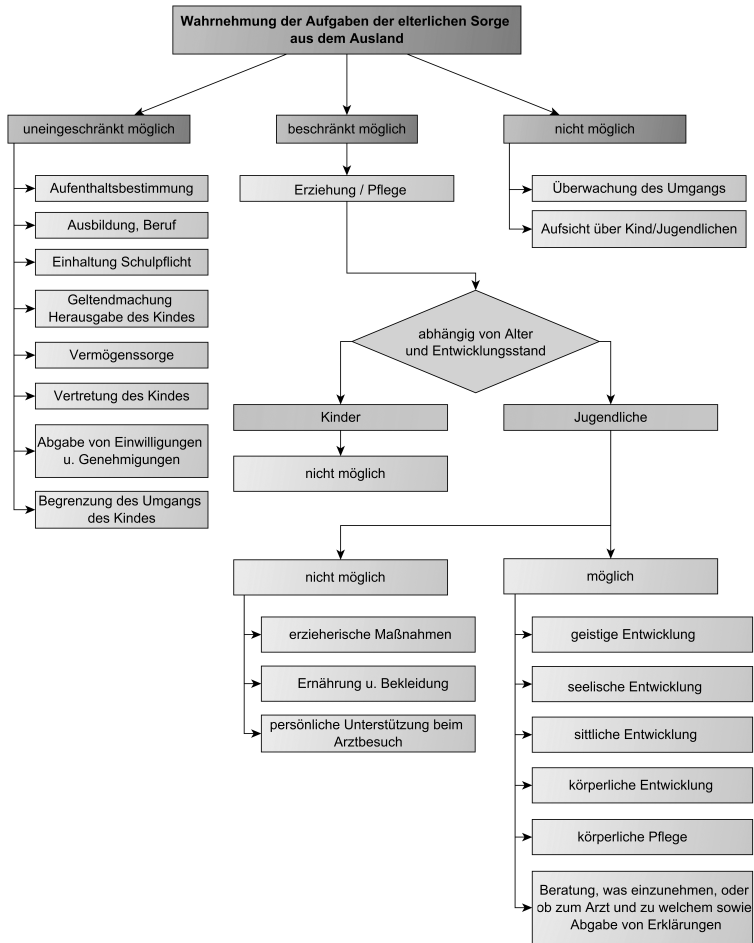 Wahrnehmung der Aufgaben der elterlichen Sorge
aus dem Ausland
uneingeschränkt möglich
Aufenthaltsbestimmung
Ausbildung, Beruf
Einhaltung Schulpflicht
Geltendmachung
Herausgabe des Kindes
Vermögenssorge
Vertretung des Kindes
Abgabe von Einwilligungen
u. Genehmigungen
Begrenzung des Umgangs
des Kindes
beschränkt möglich
Erziehung / Pflege
abhängig von Alter
und Entwicklungsstand
Kinder
nicht möglich
Jugendliche
nicht möglich
erzieherische Maßnahmen
Ernährung u. Bekleidung
persönliche Unterstützung beim
Arztbesuch
möglich
geistige Entwicklung
seelische Entwicklung
sittliche Entwicklung
körperliche Entwicklung
körperliche Pflege
Beratung, was einzunehmen, oder
ob zum Arzt und zu welchem sowie
Abgabe von Erklärungen
nicht möglich
Überwachung des Umgangs
Aufsicht über Kind/Jugendlichen